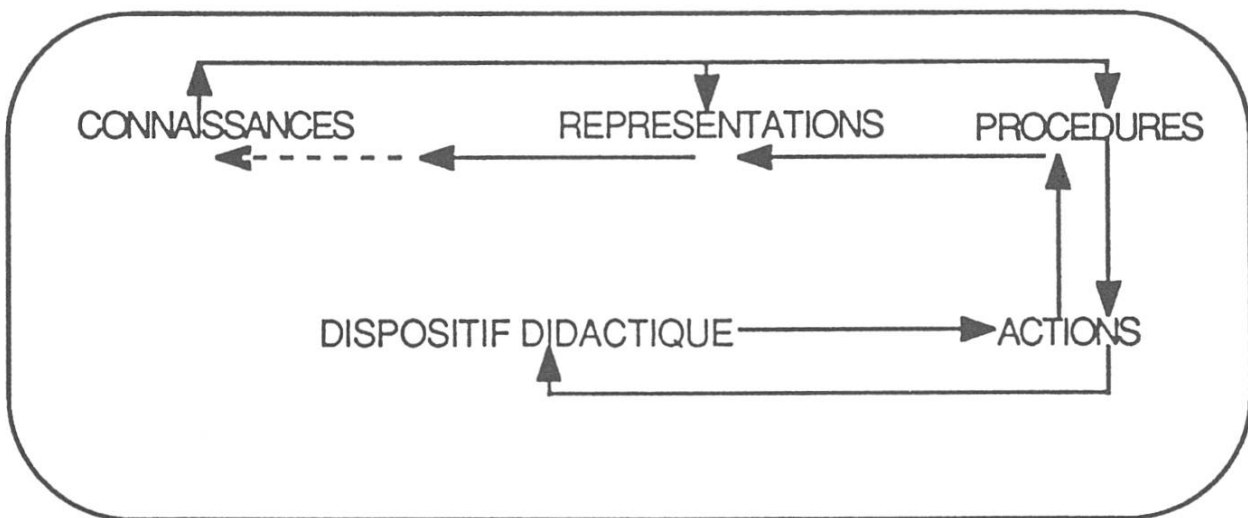 CONNAISSANCES REPRESENTATIONS PROCEDURES
DISPOSITIF DIDACTIQUE ACTIONS